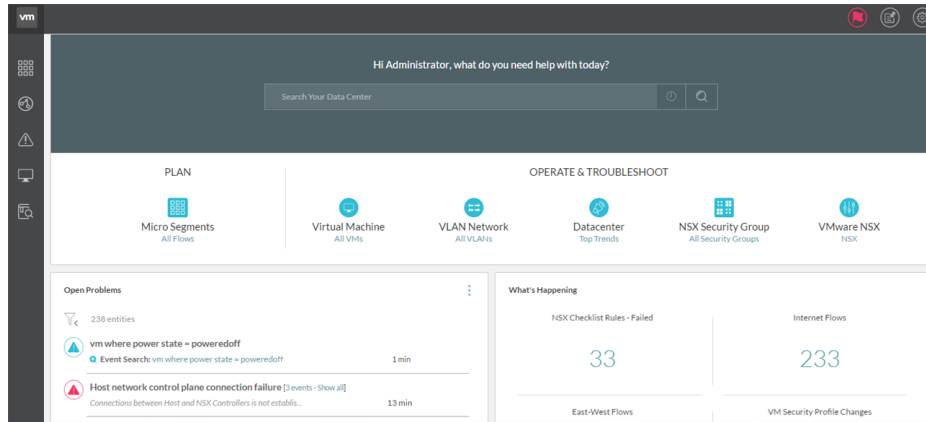 vm
Hi Administrator, what do you need help with today?
Search Your Data Center
PLAN
OPERATE & TROUBLESHOOT
Micro Segments
All Flows
Virtual Machine
All VMs
VLAN Network
All VLANs
Datacenter
Top Trends
NSX Security Group
All Security Groups
VMware NSX
NSX
Open Problems
238 entities
vm where power state = poweredoff
Event Search: vm where power state = poweredoff
1 min
Host network control plane connection failure [3 events - Show all]
Connections between Host and NSX Controllers is not establis...
13 min
What's Happening
NSX Checklist Rules - Failed
33
Internet Flows
233
East-West Flows
VM Security Profile Changes